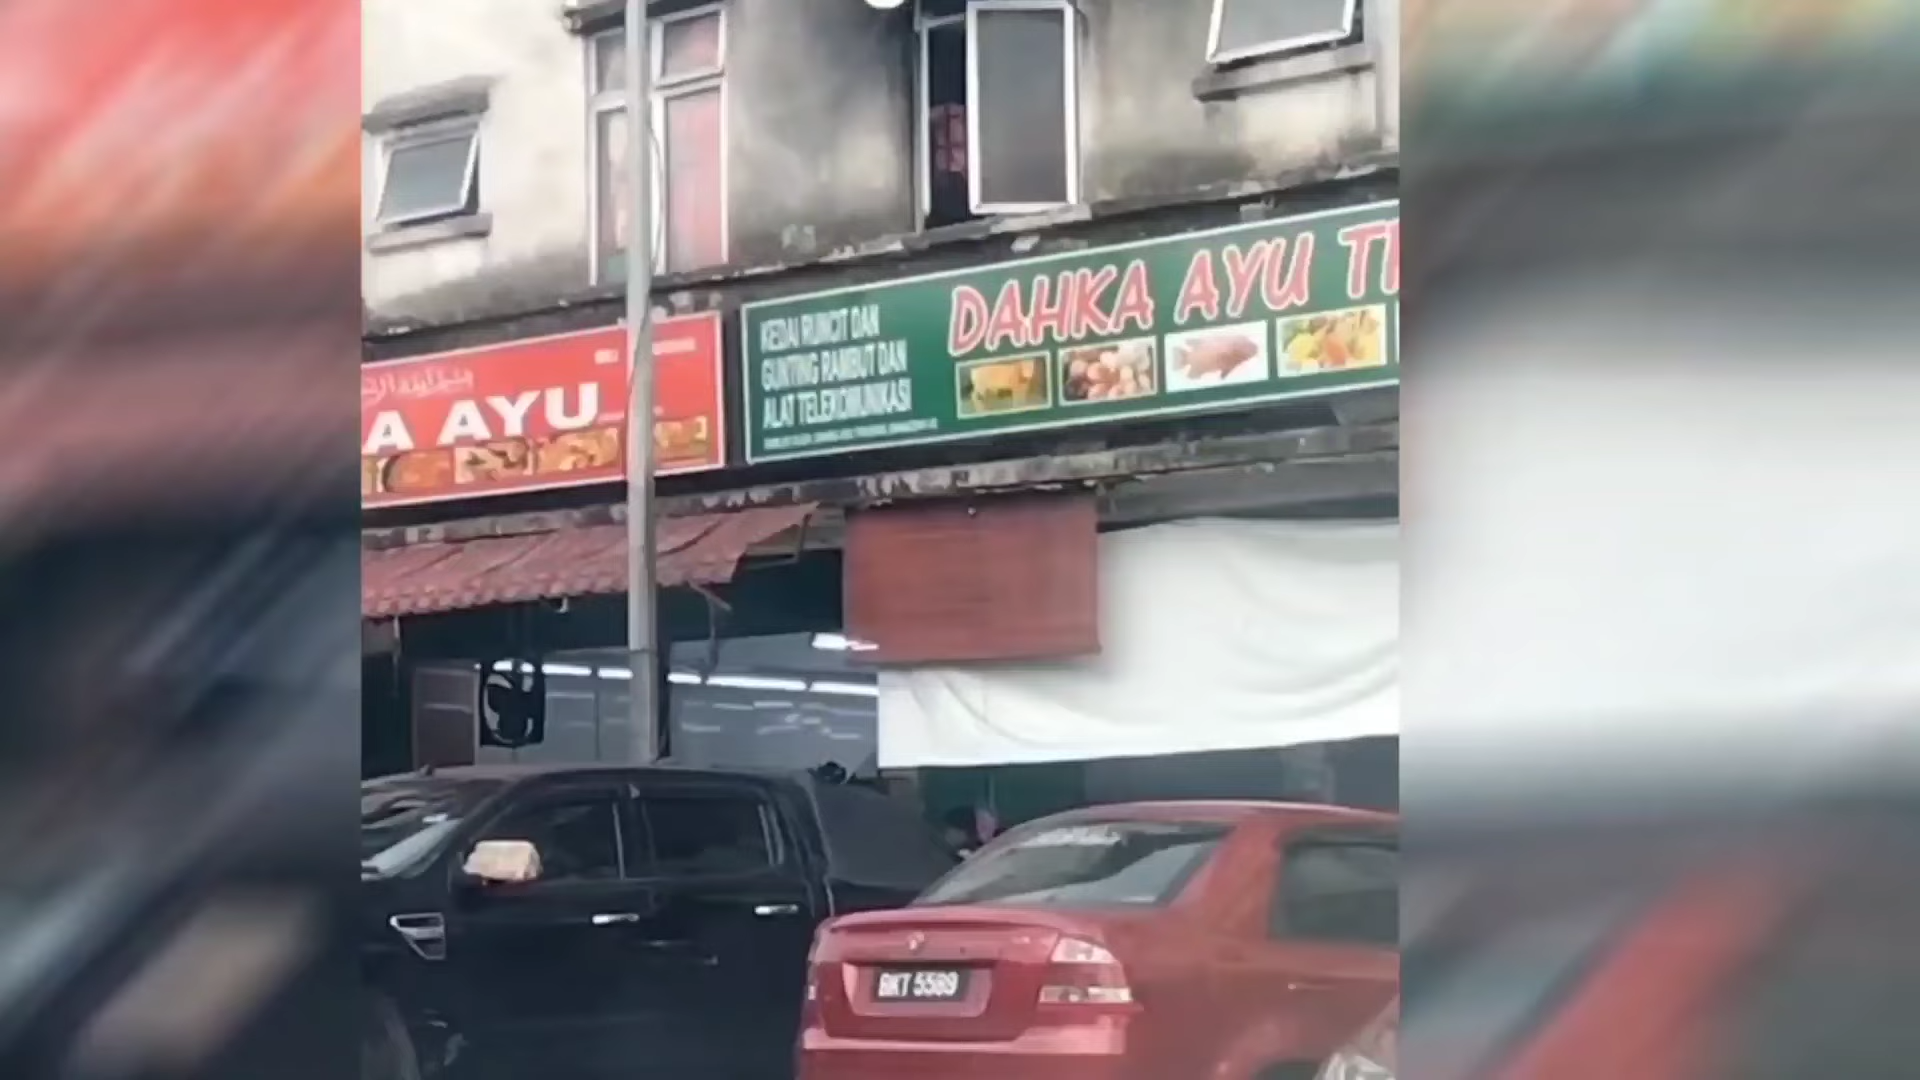 A AYU
KEDAI RUNCIT DAN
GUNTING RAMBUT DAN
ALAT TELEKOMUNIKASI
DAHKA AYU
BKT 5589